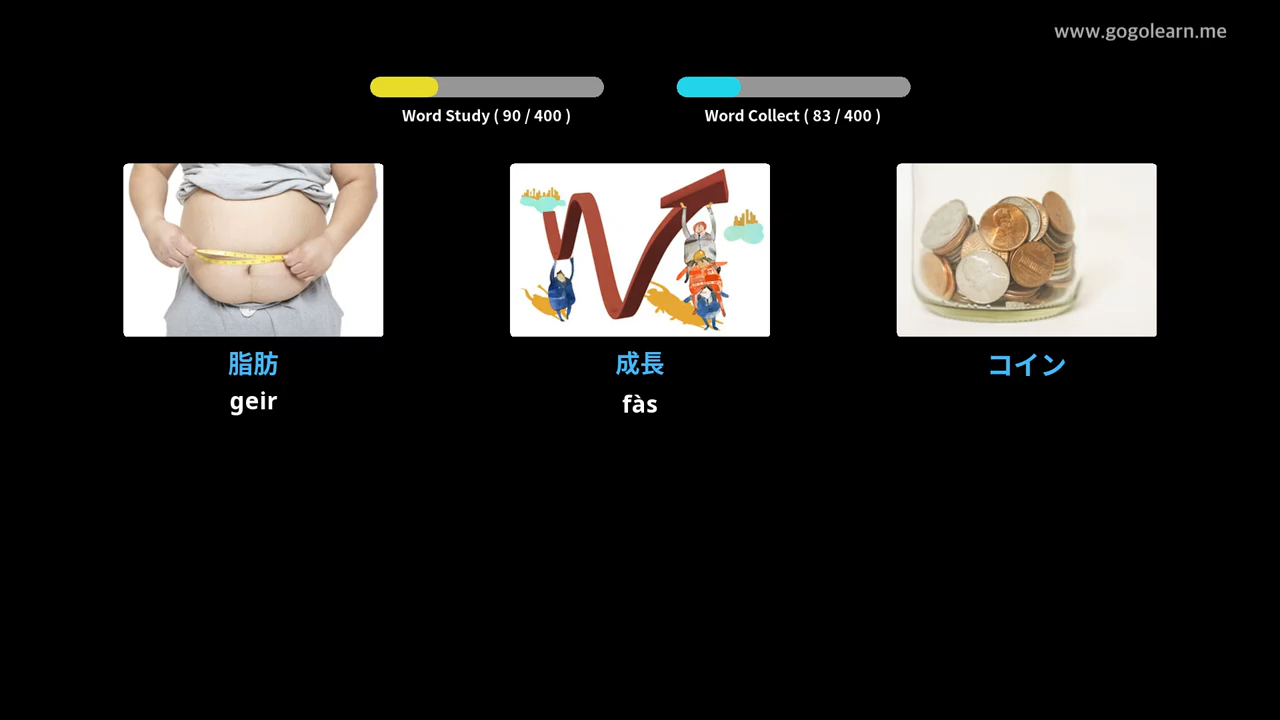 www.gogolearn.me
Word Study ( 90 / 400 )
Word Collect ( 83 / 400 )
脂肪
成長
コイン
geir
fàs